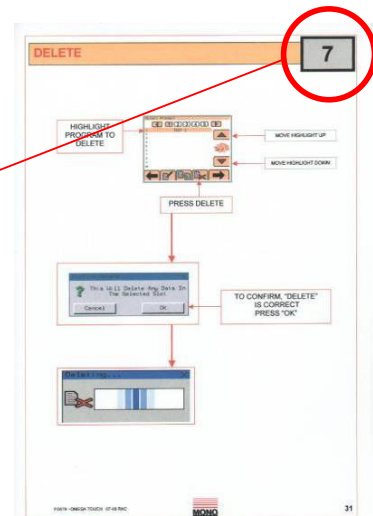 DELETE
7
HIGHLIGHT
PROGRAM TO
DELETE
MOVE HIGHLIGHT UP
MOVE HIGHLIGHT DOWN
PRESS DELETE
This Will Delete Any Data In
The Selected Slot
Cancel
OK
TO CONFIRM, "DELETE"
IS CORRECT
PRESS "OK"
Deleting...
MONO
31